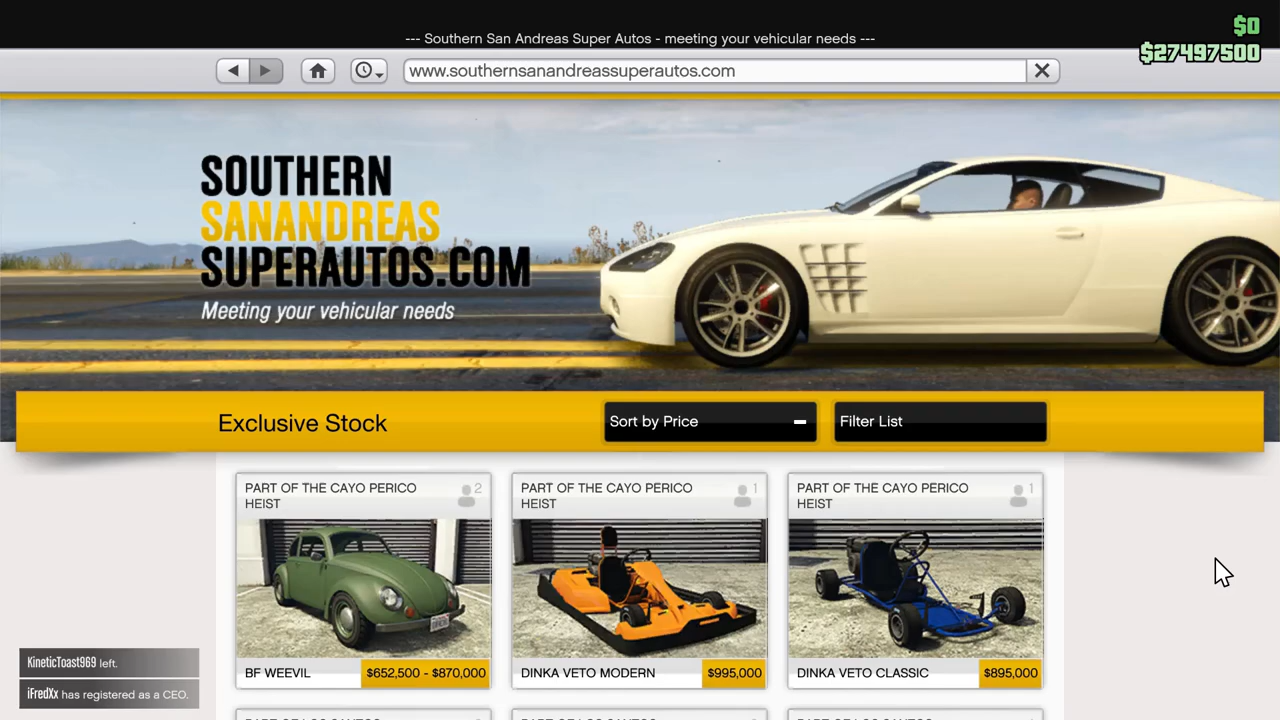 --- Southern San Andreas Super Autos - meeting your vehicular needs ---
$0
$27497500
www.southernsanandreassuperautos.com
SOUTHERN
SANANDREAS
SUPERAUTOS.COM
Meeting your vehicular needs
Exclusive Stock
Sort by Price
Filter List
PART OF THE CAYO PERICO
HEIST
2
BF WEEVIL
$652,500 - $870,000
PART OF THE CAYO PERICO
HEIST
1
DINKA VETO MODERN
$995,000
PART OF THE CAYO PERICO
HEIST
1
DINKA VETO CLASSIC
$895,000
KineticToast969 left.
iFredXx has registered as a CEO.